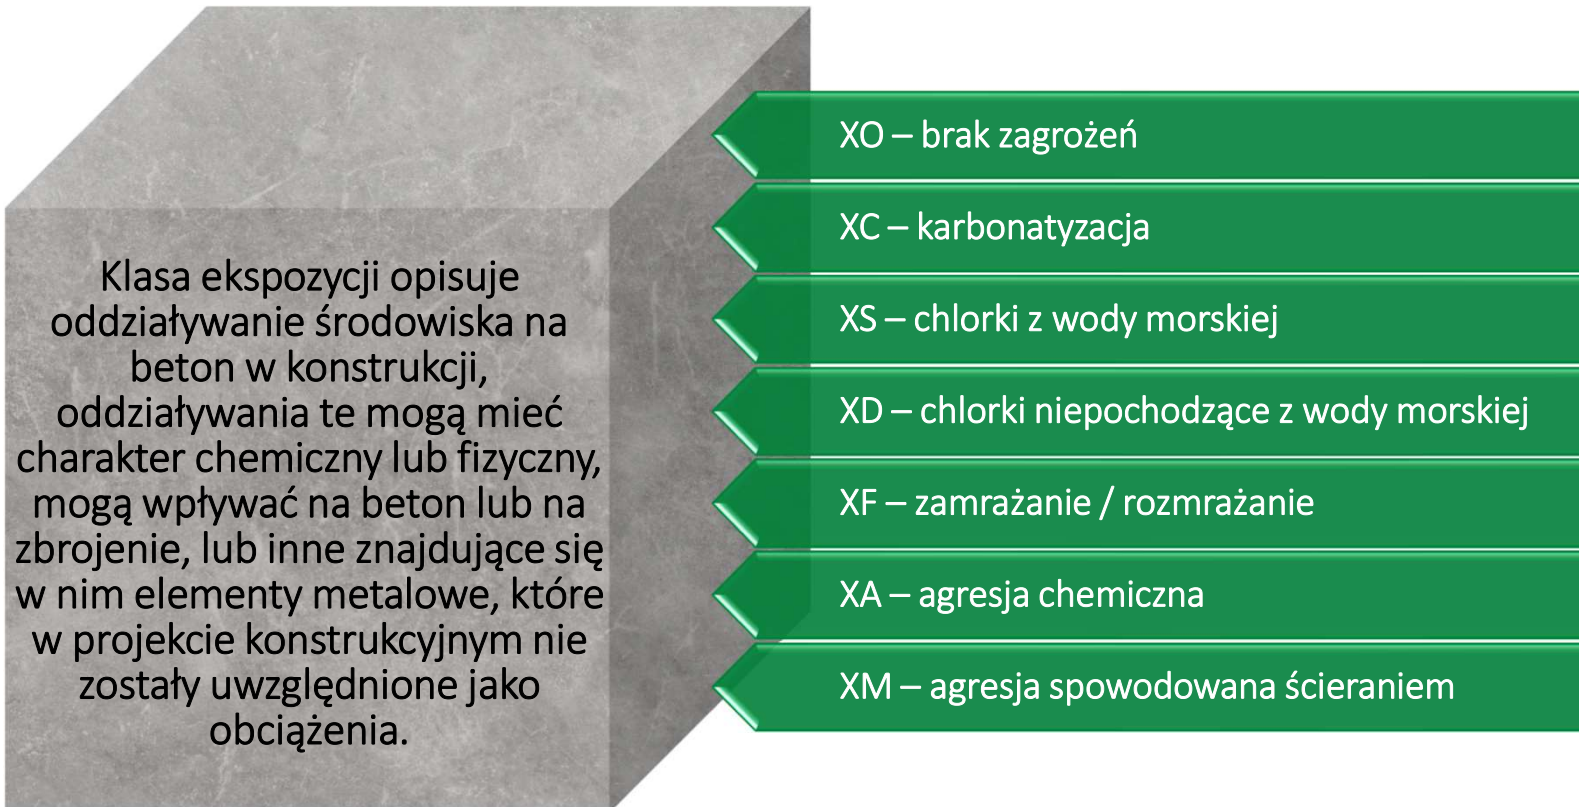 Klasa ekspozycji opisuje
oddziaływanie środowiska na
beton w konstrukcji,
oddziaływania te mogą mieć
charakter chemiczny lub fizyczny,
mogą wpływać na beton lub na
zbrojenie, lub inne znajdujące się
w nim elementy metalowe, które
w projekcie konstrukcyjnym nie
zostały uwzględnione jako
obciążenia.
XO – brak zagrożeń
XC – karbonatyzacja
XS – chlorki z wody morskiej
XD – chlorki niepochodzące z wody morskiej
XF – zamrażanie / rozmrażanie
XA – agresja chemiczna
XM – agresja spowodowana ścieraniem